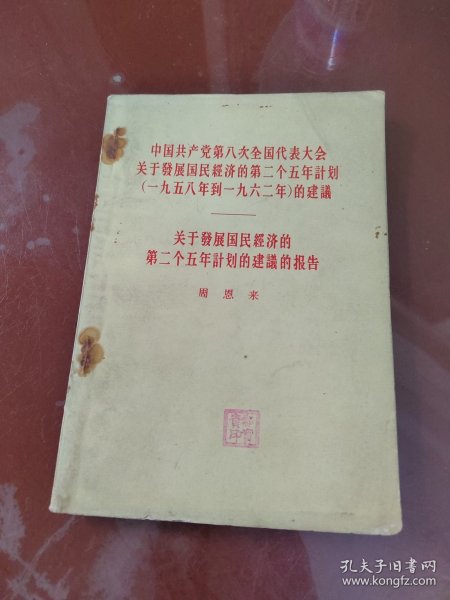 中国共产党第八次全国代表大会
关于發展国民經济的第二个五年計划
(一九五八年到一九六二年)的建議
关于發展国民經济的
第二个五年計划的建議的报告
周恩来
孔夫子旧书网
www.kongfz.com